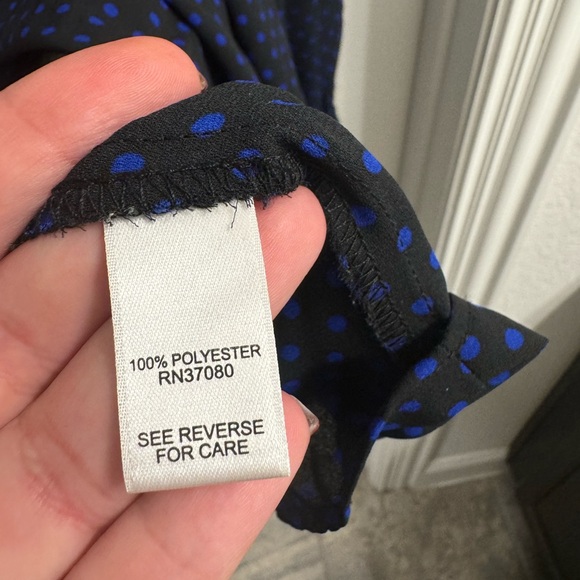 100% POLYESTER
RN37080
SEE REVERSE
FOR CARE